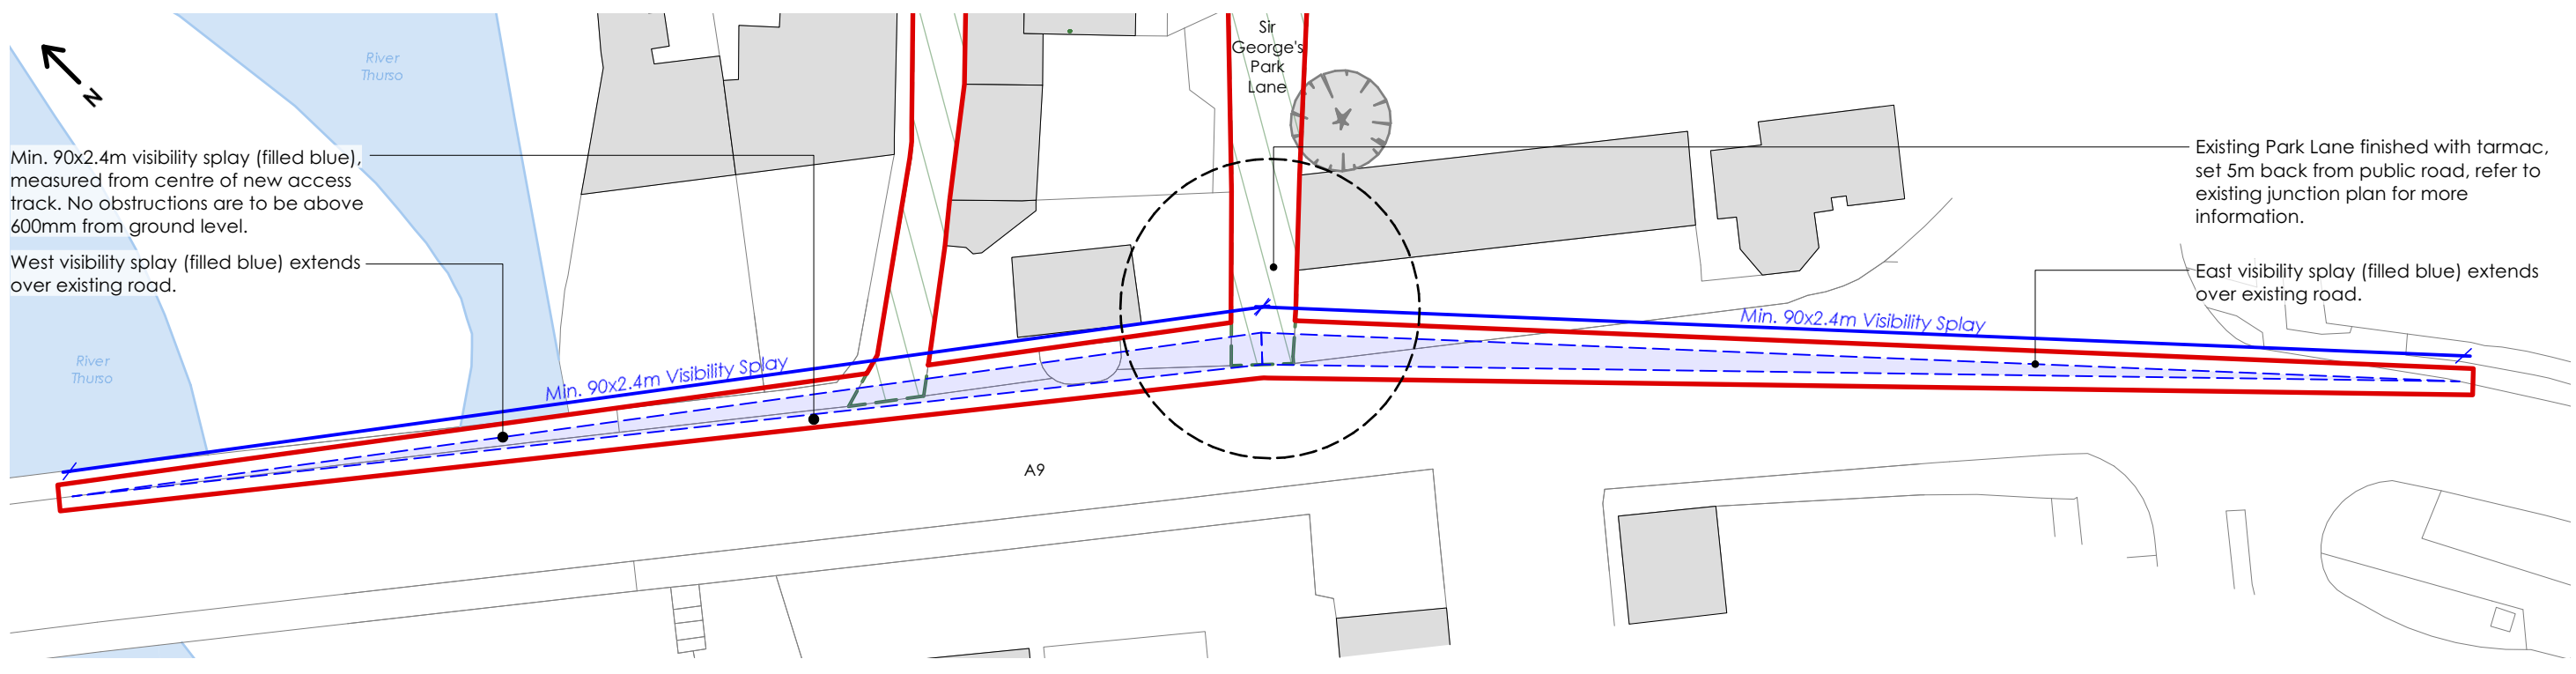 Sir
George's
Park
Lane
River
Thurso
N
Min. 90x2.4m visibility splay (filled blue),
measured from centre of new access
track. No obstructions are to be above
600mm from ground level.
West visibility splay (filled blue) extends
over existing road.
Existing Park Lane finished with tarmac,
set 5m back from public road, refer to
existing junction plan for more
information.
East visibility splay (filled blue) extends
over existing road.
Min. 90x2.4m Visibility Splay
Min. 90x2.4m Visibility Splay
River
Thurso
A9